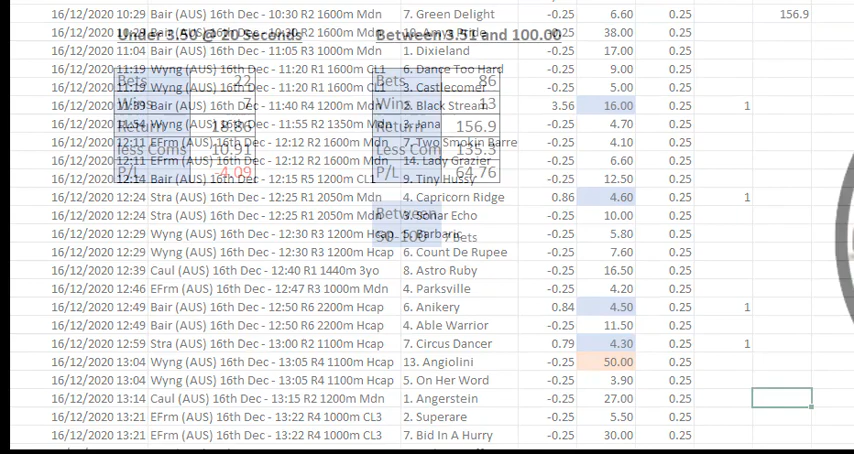 16/12/2020 10:29 Bair (AUS) 16th Dec - 10:30 R2 1600m Mdn 7. Green Delight -0.25 6.60 0.25 156.9
Under 3.50 @ 20 Seconds Between 3.51 and 100.00
16/12/2020 10:29 Bair (AUS) 16th Dec - 10:30 R2 1600m Mdn -0.25 38.00 0.25
16/12/2020 11:04 Bair (AUS) 16th Dec - 11:05 R3 1000m Mdn 1. Dixieland -0.25 17.00 0.25
16/12/2020 11:19 Wyng (AUS) 16th Dec - 11:20 R1 1600m CL1 6. Dance Too Hard -0.25 9.00 0.25
Bets 22 Bets 86
16/12/2020 11:19 Wyng (AUS) 16th Dec - 11:20 R1 1600m CL1 3. Castlecomer -0.25 5.00 0.25
Wins 7 Wins 13
16/12/2020 11:39 Bair (AUS) 16th Dec - 11:40 R4 1200m Mdn 2. Black Stream 3.56 16.00 0.25 1
Return 18.86 Return 156.9
16/12/2020 11:54 Wyng (AUS) 16th Dec - 11:55 R2 1350m Mdn Jana -0.25 4.70 0.25
less Coms 10.91 Less Com 135.3
16/12/2020 12:11 EFrm (AUS) 16th Dec - 12:12 R2 1600m Mdn 7. Two Smokin Barre -0.25 4.10 0.25
16/12/2020 12:11 EFrm (AUS) 16th Dec - 12:12 R2 1600m Mdn 14. Lady Grazier -0.25 6.60 0.25
P/L -4.09 P/L 64.76
16/12/2020 12:14 Bair (AUS) 16th Dec - 12:15 R5 1200m CL1 9. Tiny Hussy -0.25 12.50 0.25
16/12/2020 12:24 Stra (AUS) 16th Dec - 12:25 R1 2050m Mdn 4. Capricorn Ridge 0.86 4.60 0.25 1
Between
16/12/2020 12:24 Stra (AUS) 16th Dec - 12:25 R1 2050m Mdn 3. Sonar Echo -0.25 10.00 0.25
50-100 7 Bets
16/12/2020 12:29 Wyng (AUS) 16th Dec - 12:30 R3 1200m Hcap 5. Barbaric -0.25 5.80 0.25
16/12/2020 12:29 Wyng (AUS) 16th Dec - 12:30 R3 1200m Hcap 6. Count De Rupee -0.25 7.60 0.25
16/12/2020 12:39 Caul (AUS) 16th Dec - 12:40 R1 1440m 3yo 8. Astro Ruby -0.25 16.50 0.25
16/12/2020 12:46 EFrm (AUS) 16th Dec - 12:47 R3 1000m Mdn 4. Parksville -0.25 4.20 0.25
16/12/2020 12:49 Bair (AUS) 16th Dec - 12:50 R6 2200m Hcap 6. Anikery 0.84 4.50 0.25 1
16/12/2020 12:49 Bair (AUS) 16th Dec - 12:50 R6 2200m Hcap 4. Able Warrior -0.25 11.50 0.25
16/12/2020 12:59 Stra (AUS) 16th Dec - 13:00 R2 1100m Hcap 7. Circus Dancer 0.79 4.30 0.25 1
16/12/2020 13:04 Wyng (AUS) 16th Dec - 13:05 R4 1100m Hcap 13. Angiolini -0.25 50.00 0.25
16/12/2020 13:04 Wyng (AUS) 16th Dec - 13:05 R4 1100m Hcap 5. On Her Word -0.25 3.90 0.25
16/12/2020 13:14 Caul (AUS) 16th Dec - 13:15 R2 1200m Mdn 1. Angerstein -0.25 27.00 0.25
16/12/2020 13:21 EFrm (AUS) 16th Dec - 13:22 R4 1000m CL3 2. Superare -0.25 5.50 0.25
16/12/2020 13:21 EFrm (AUS) 16th Dec - 13:22 R4 1000m CL3 7. Bid In A Hurry -0.25 30.00 0.25